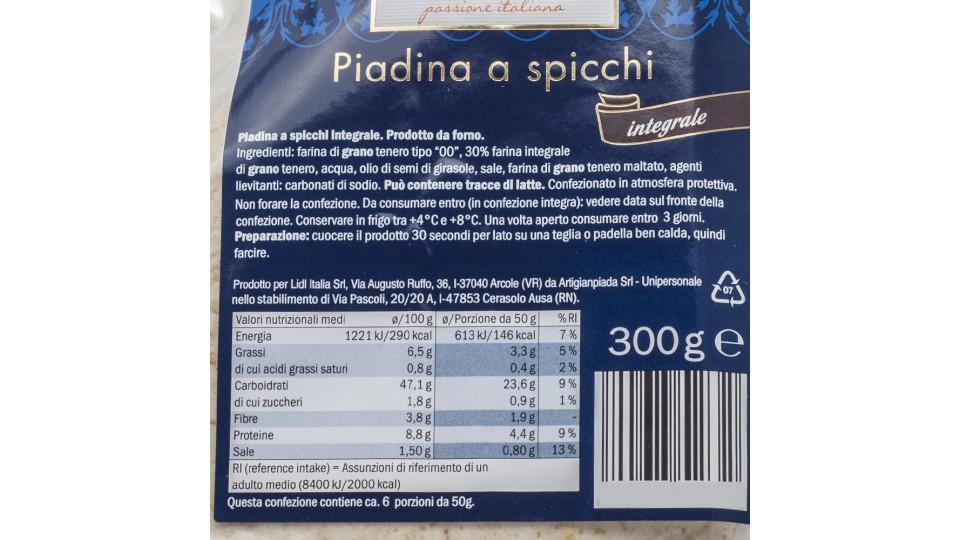 passione italiana
Piadina a spicchi
integrale
Piadina a spicchi Integrale. Prodotto da forno.
Ingredienti: farina di grano tenero tipo "00", 30% farina integrale
di grano tenero, acqua, olio di semi di girasole, sale, farina di grano tenero maltato, agenti
lievitanti: carbonati di sodio. Può contenere tracce di latte. Confezionato in atmosfera protettiva.
Non forare la confezione. Da consumare entro (in confezione integra): vedere data sul fronte della
confezione. Conservare in frigo tra +4°C e +8°C. Una volta aperto consumare entro 3 giorni.
Preparazione: cuocere il prodotto 30 secondi per lato su una teglia o padella ben calda, quindi
farcire.
Prodotto per Lidl Italia Srl, Via Augusto Ruffo, 36, I-37040 Arcole (VR) da Artigianpiada Srl - Unipersonale
nello stabilimento di Via Pascoli, 20/20 A, I-47853 Cerasolo Ausa (RN).
07
Valori nutrizionali medi ø/100 g ø/Porzione da 50 g % RI
Energia 1221 kJ/290 kcal 613 kJ/146 kcal 7 %
Grassi 6,5 g 3,3 g 5 %
di cui acidi grassi saturi 0,8 g 0,4 g 2 %
Carboidrati 47,1 g 23,6 g 9 %
di cui zuccheri 1,8 g 0,9 g 1 %
Fibre 3,8 g 1,9 g -
Proteine 8,8 g 4,4 g 9 %
Sale 1,50 g 0,80 g 13 %
RI (reference intake) = Assunzioni di riferimento di un
adulto medio (8400 kJ/2000 kcal)
Questa confezione contiene ca. 6 porzioni da 50g.
300 g e